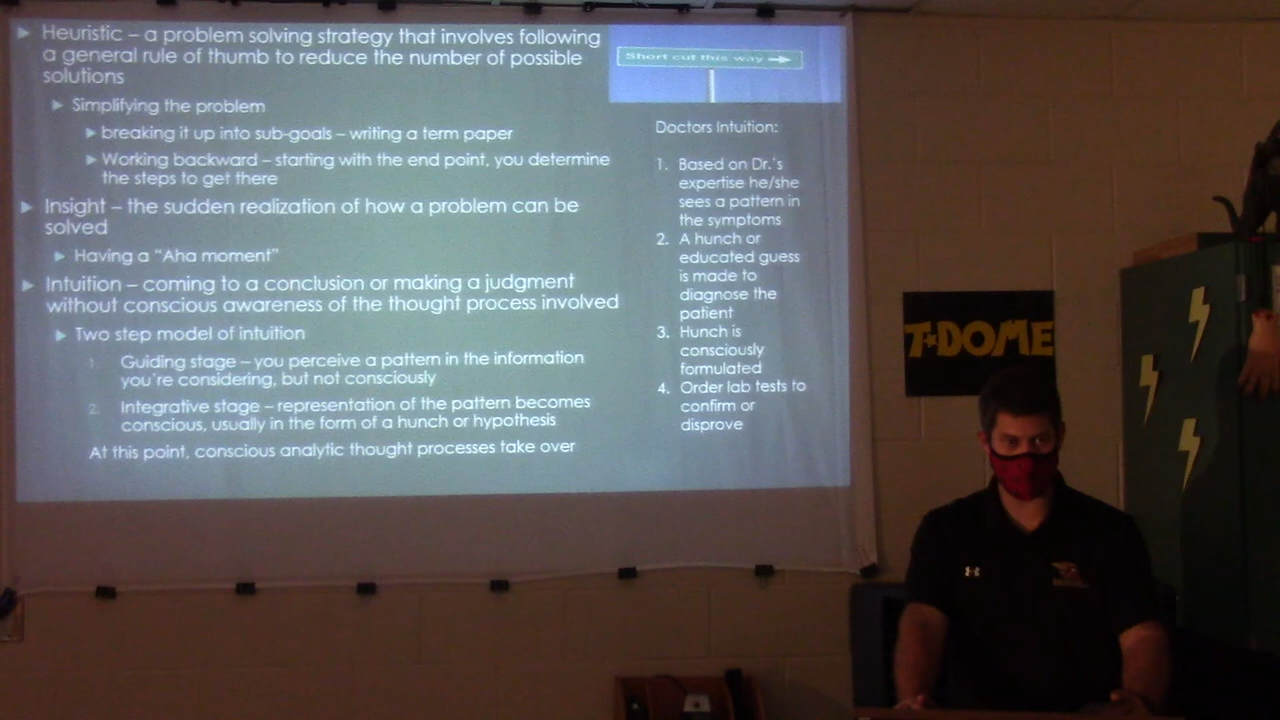 Heuristic – a problem solving strategy that involves following
a general rule of thumb to reduce the number of possible
solutions
Simplifying the problem
breaking it up into sub-goals – writing a term paper
Working backward – starting with the end point, you determine
the steps to get there
Insight – the sudden realization of how a problem can be
solved
Having a “Aha moment”
Intuition – coming to a conclusion or making a judgment
without conscious awareness of the thought process involved
Two step model of intuition
1. Guiding stage – you perceive a pattern in the information
you're considering, but not consciously
2. Integrative stage – representation of the pattern becomes
conscious, usually in the form of a hunch or hypothesis
At this point, conscious analytic thought processes take over
Short cut this way
Doctors Intuition:
1. Based on Dr.'s
expertise he/she
sees a pattern in
the symptoms
2. A hunch or
educated guess
is made to
diagnose the
patient
3. Hunch is
consciously
formulated
4. Order lab tests to
confirm or
disprove
T-DOME